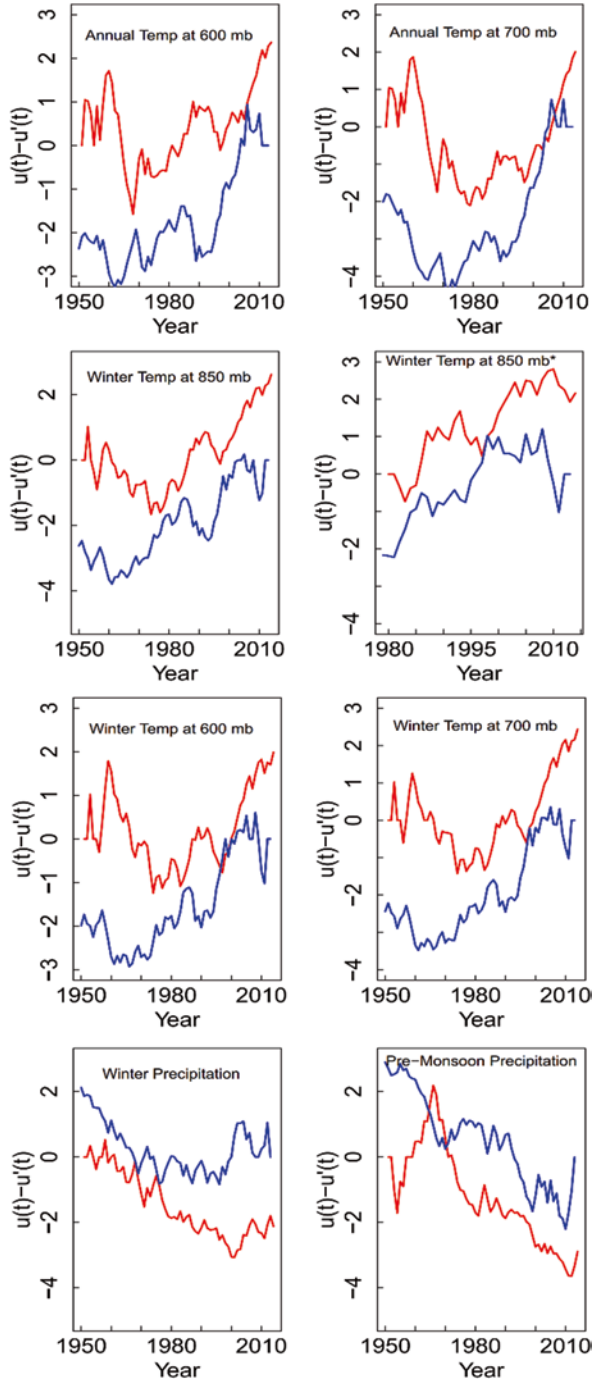 Annual Temp at 600 mb
u(t)−u'(t)
3
2
1
0
−1
−2
−3
1950 1980 2010
Year
Annual Temp at 700 mb
u(t)−u'(t)
3
2
0
−2
−4
1950 1980 2010
Year
Winter Temp at 850 mb
u(t)−u'(t)
2
0
−2
−4
1950 1980 2010
Year
Winter Temp at 850 mb*
u(t)−u'(t)
3
2
1
0
−2
−4
1980 1995 2010
Year
Winter Temp at 600 mb
u(t)−u'(t)
3
2
1
0
−1
−2
−3
1950 1980 2010
Year
Winter Temp at 700 mb
u(t)−u'(t)
3
2
0
−2
−4
1950 1980 2010
Year
Winter Precipitation
u(t)−u'(t)
2
0
−2
−4
1950 1980 2010
Year
Pre-Monsoon Precipitation
u(t)−u'(t)
2
0
−2
−4
1950 1980 2010
Year